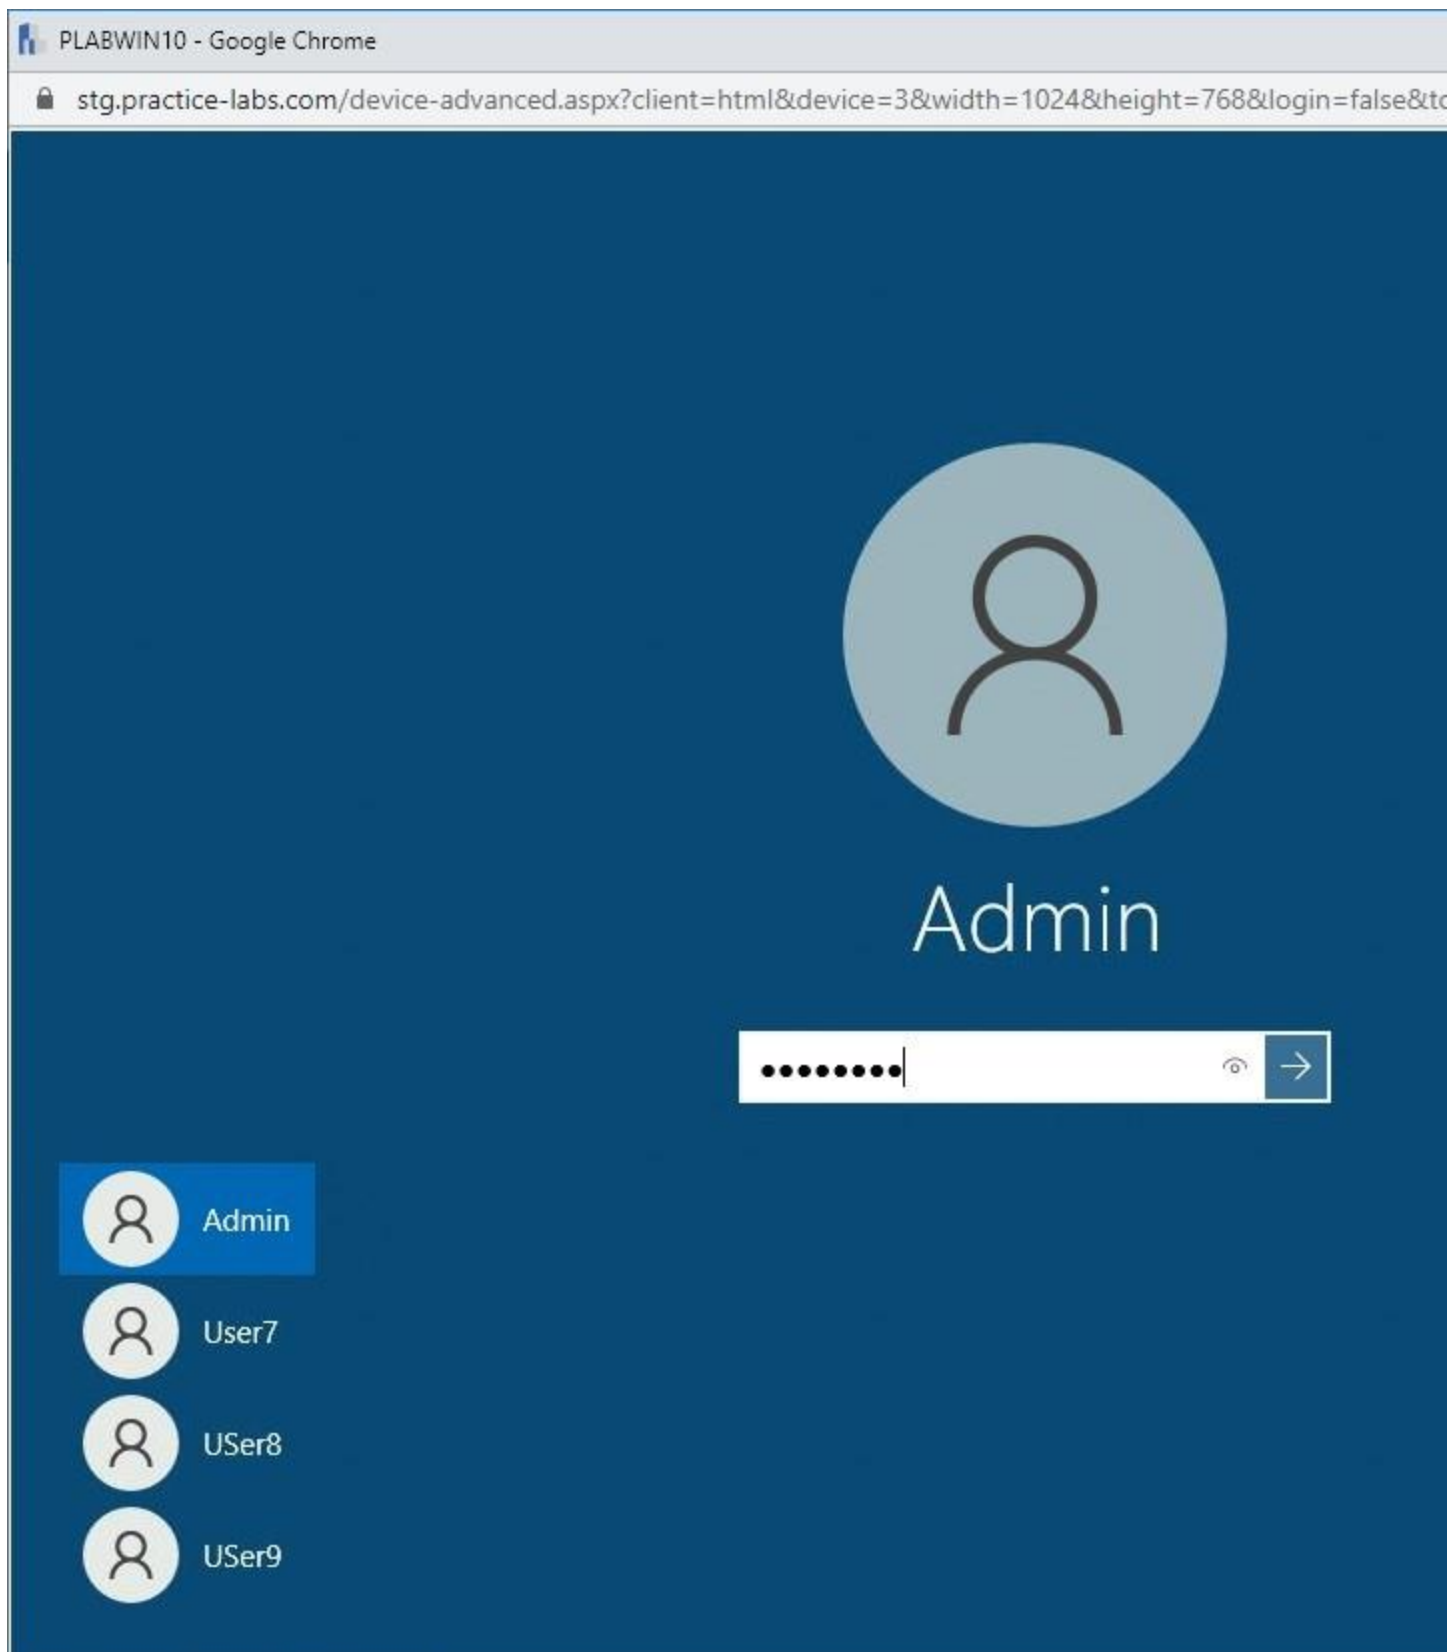 PLABWIN10 - Google Chrome
stg.practice-labs.com/device-advanced.aspx?client=html&device=3&width=1024&height=768&login=false&to
Admin
Admin
User7
USer8
USer9